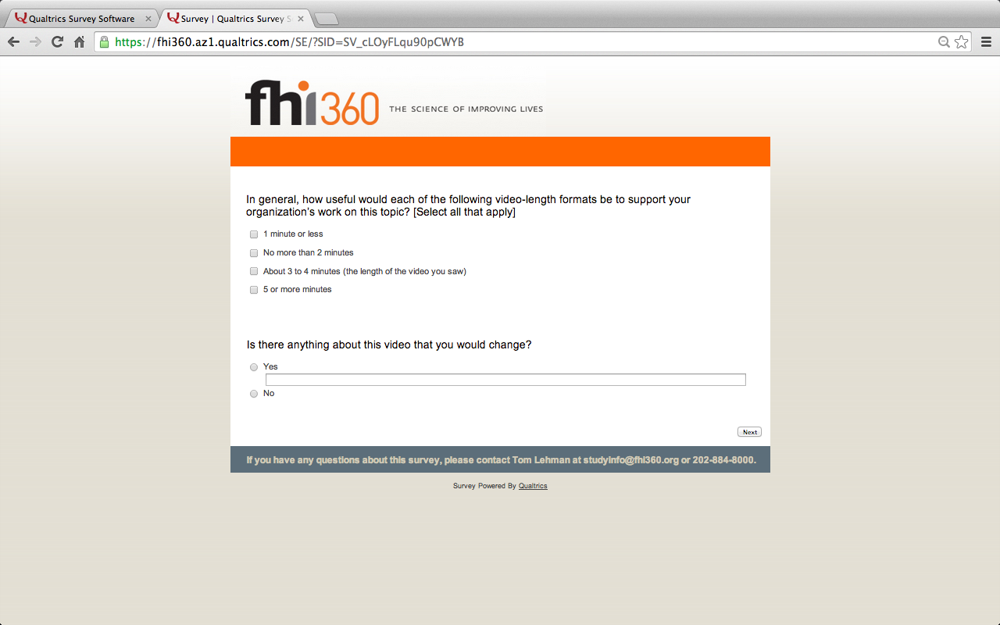 Qualtrics Survey Software
Survey | Qualtrics Survey S
https://fhi360.az1.qualtrics.com/SE/?SID=SV_cLOyFLqu90pCWYB
fhi360 THE SCIENCE OF IMPROVING LIVES
In general, how useful would each of the following video-length formats be to support your
organization's work on this topic? [Select all that apply]
1 minute or less
No more than 2 minutes
About 3 to 4 minutes (the length of the video you saw)
5 or more minutes
Is there anything about this video that you would change?
Yes
No
Next
If you have any questions about this survey, please contact Tom Lehman at studyinfo@fhi360.org or 202-884-8000.
Survey Powered By Qualtrics